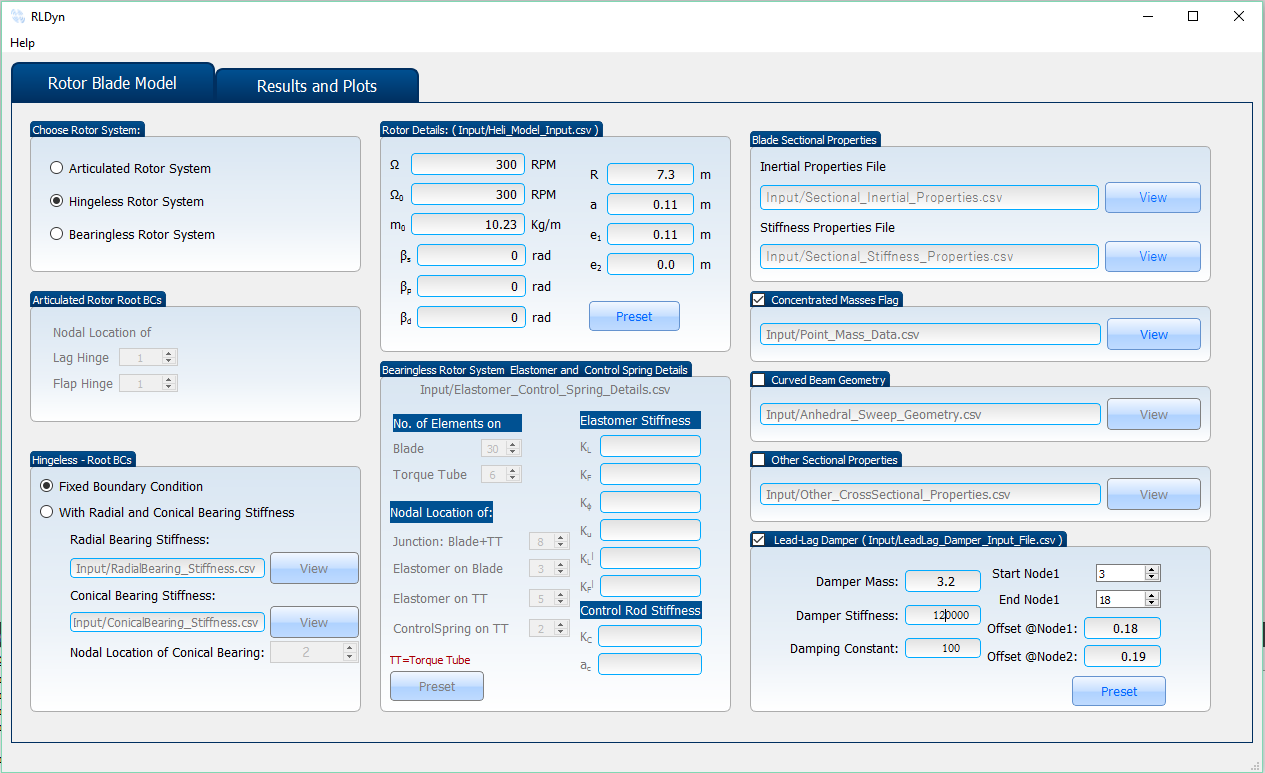 RLDyn
Help
Rotor Blade Model
Results and Plots
Choose Rotor System:
Articulated Rotor System
Hingeless Rotor System
Bearingless Rotor System
Articulated Rotor Root BCs
Nodal Location of
Lag Hinge 1
Flap Hinge 1
Hingeless - Root BCs
Fixed Boundary Condition
With Radial and Conical Bearing Stiffness
Radial Bearing Stiffness:
Input/RadialBearing_Stiffness.csv View
Conical Bearing Stiffness:
Input/ConicalBearing_Stiffness.csv View
Nodal Location of Conical Bearing: 2
Rotor Details: ( Input/Heli_Model_Input.csv )
Ω 300 RPM
Ω₀ 300 RPM
m₀ 10.23 Kg/m
βs 0 rad
βp 0 rad
βd 0 rad
R 7.3 m
a 0.11 m
e₁ 0.11 m
e₂ 0.0 m
Preset
Bearingless Rotor System Elastomer and Control Spring Details
Input/Elastomer_Control_Spring_Details.csv
No. of Elements on
Blade 30
Torque Tube 6
Nodal Location of:
Junction: Blade+TT 8
Elastomer on Blade 3
Elastomer on TT 5
ControlSpring on TT 2
TT=Torque Tube
Preset
Elastomer Stiffness
K_L
K_F
K_ϕ
K_u
K_L^l
K_F^l
Control Rod Stiffness
K_C
a_c
Blade Sectional Properties
Inertial Properties File
Input/Sectional_Inertial_Properties.csv View
Stiffness Properties File
Input/Sectional_Stiffness_Properties.csv View
Concentrated Masses Flag
Input/Point_Mass_Data.csv View
Curved Beam Geometry
Input/Anhedral_Sweep_Geometry.csv View
Other Sectional Properties
Input/Other_CrossSectional_Properties.csv View
Lead-Lag Damper ( Input/LeadLag_Damper_Input_File.csv )
Damper Mass: 3.2
Damper Stiffness: 120000
Damping Constant: 100
Start Node1 3
End Node1 18
Offset @Node1: 0.18
Offset @Node2: 0.19
Preset